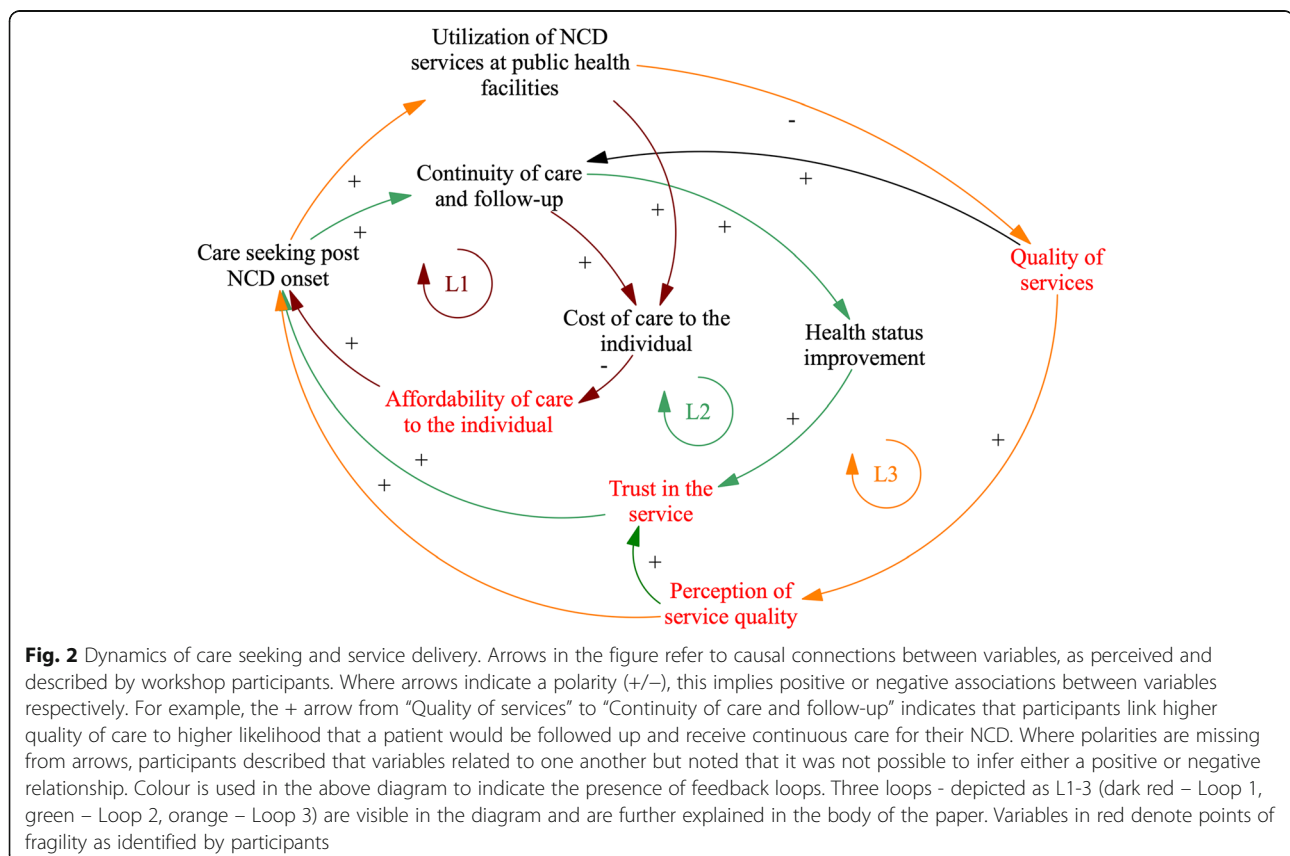 Utilization of NCD
services at public health
facilities
-
+
Continuity of care
and follow-up
+
+
+
+
+
Care seeking post
NCD onset
L1
Quality of
services
Cost of care to the
individual
Health status
improvement
+
-
Affordability of care
to the individual
L2
+
+
L3
+
+
Trust in the
service
+
Perception of
service quality
Fig. 2 Dynamics of care seeking and service delivery. Arrows in the figure refer to causal connections between variables, as perceived and
described by workshop participants. Where arrows indicate a polarity (+/−), this implies positive or negative associations between variables
respectively. For example, the + arrow from “Quality of services” to “Continuity of care and follow-up” indicates that participants link higher
quality of care to higher likelihood that a patient would be followed up and receive continuous care for their NCD. Where polarities are missing
from arrows, participants described that variables related to one another but noted that it was not possible to infer either a positive or negative
relationship. Colour is used in the above diagram to indicate the presence of feedback loops. Three loops - depicted as L1-3 (dark red – Loop 1,
green – Loop 2, orange – Loop 3) are visible in the diagram and are further explained in the body of the paper. Variables in red denote points of
fragility as identified by participants